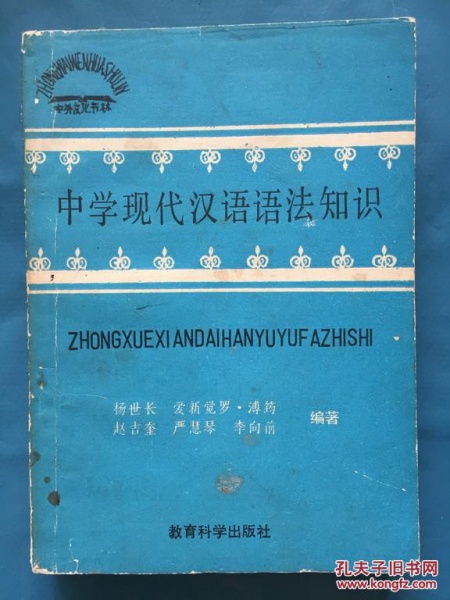 ZHONGWAIWENHUASHULIN
中外文化书林
中学现代汉语语法知识
ZHONGXUEXIANDAIHANYUYUFAZHISHI
杨世长 爱新觉罗·溥筠
赵吉奎 严慧琴 李向前
编著
教育科学出版社
孔夫子旧书网
www.kongfz.com